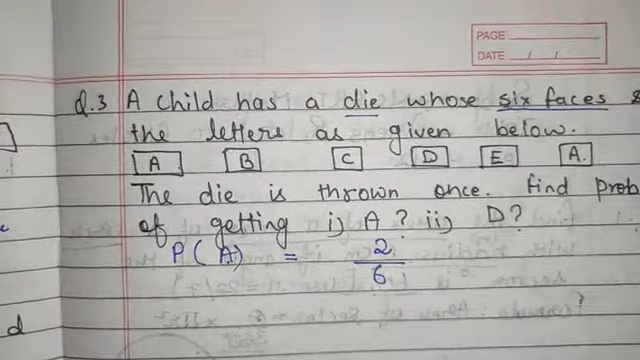 PAGE
DATE / /
Q.3 A child has a die whose six faces
the letters as given below.
A B C D E A.
The die is thrown once. Find prob
of getting i) A? ii) D?
P(A) = 2/6
d